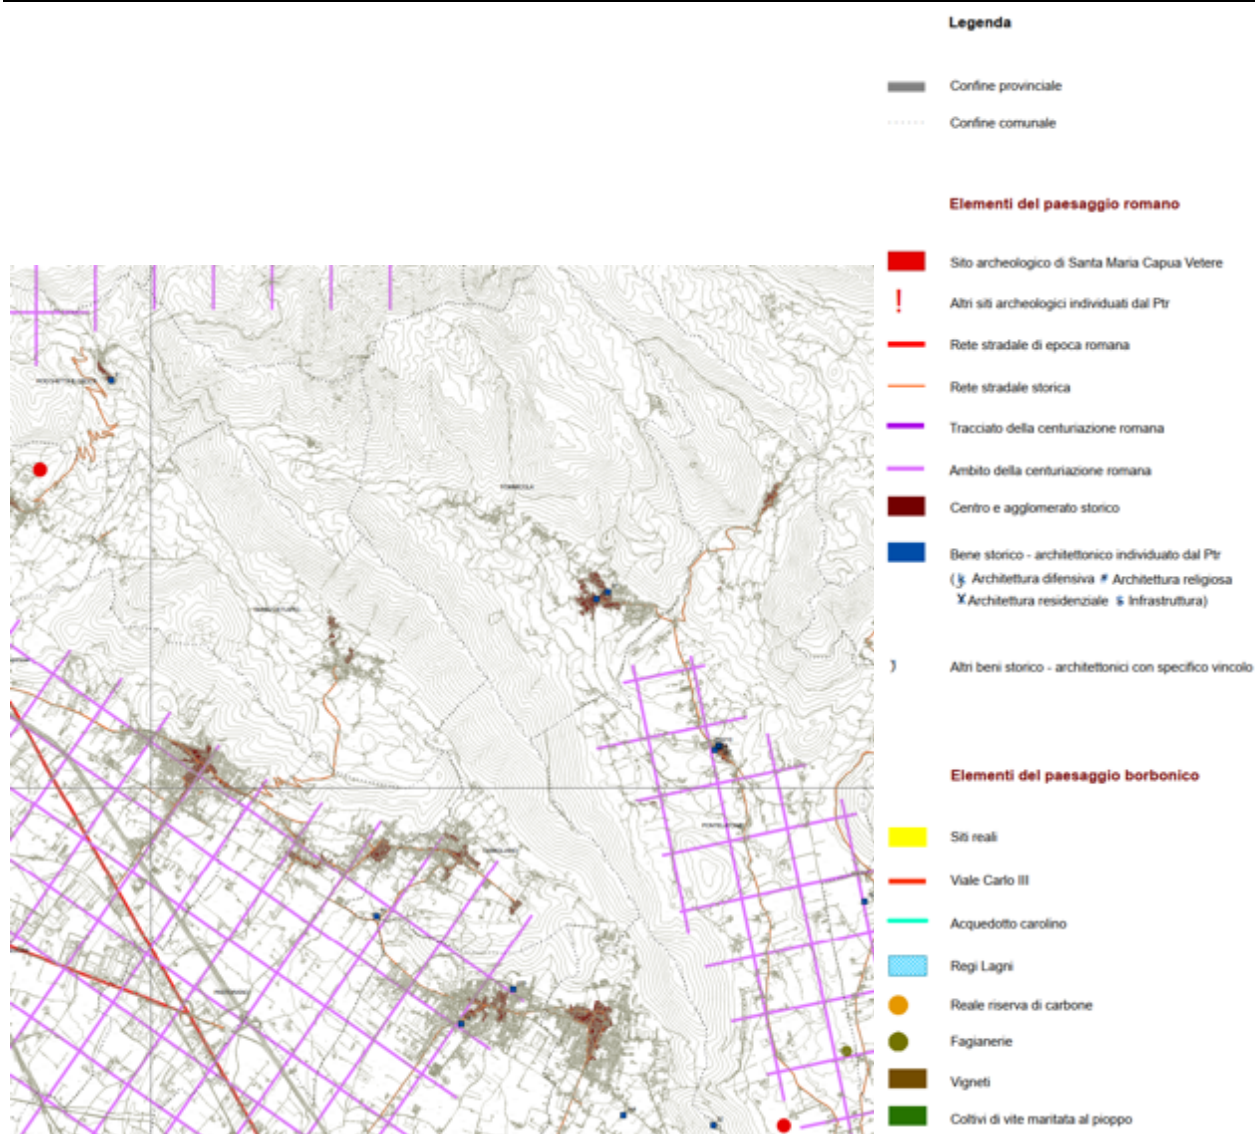 Legenda
Confine provinciale
Confine comunale
Elementi del paesaggio romano
Sito archeologico di Santa Maria Capua Vetere
Altri siti archeologici individuati dal Ptr
Rete stradale di epoca romana
Rete stradale storica
Tracciato della centuriazione romana
Ambito della centuriazione romana
Centro e agglomerato storico
Bene storico - architettonico individuato dal Ptr
( Architettura difensiva Architettura religiosa
Architettura residenziale Infrastruttura)
Altri beni storico - architettonici con specifico vincolo
Elementi del paesaggio borbonico
Siti reali
Viale Carlo III
Acquedotto carolino
Regi Lagni
Reale riserva di carbone
Fagianerie
Vigneti
Coltivi di vite maritata al pioppo